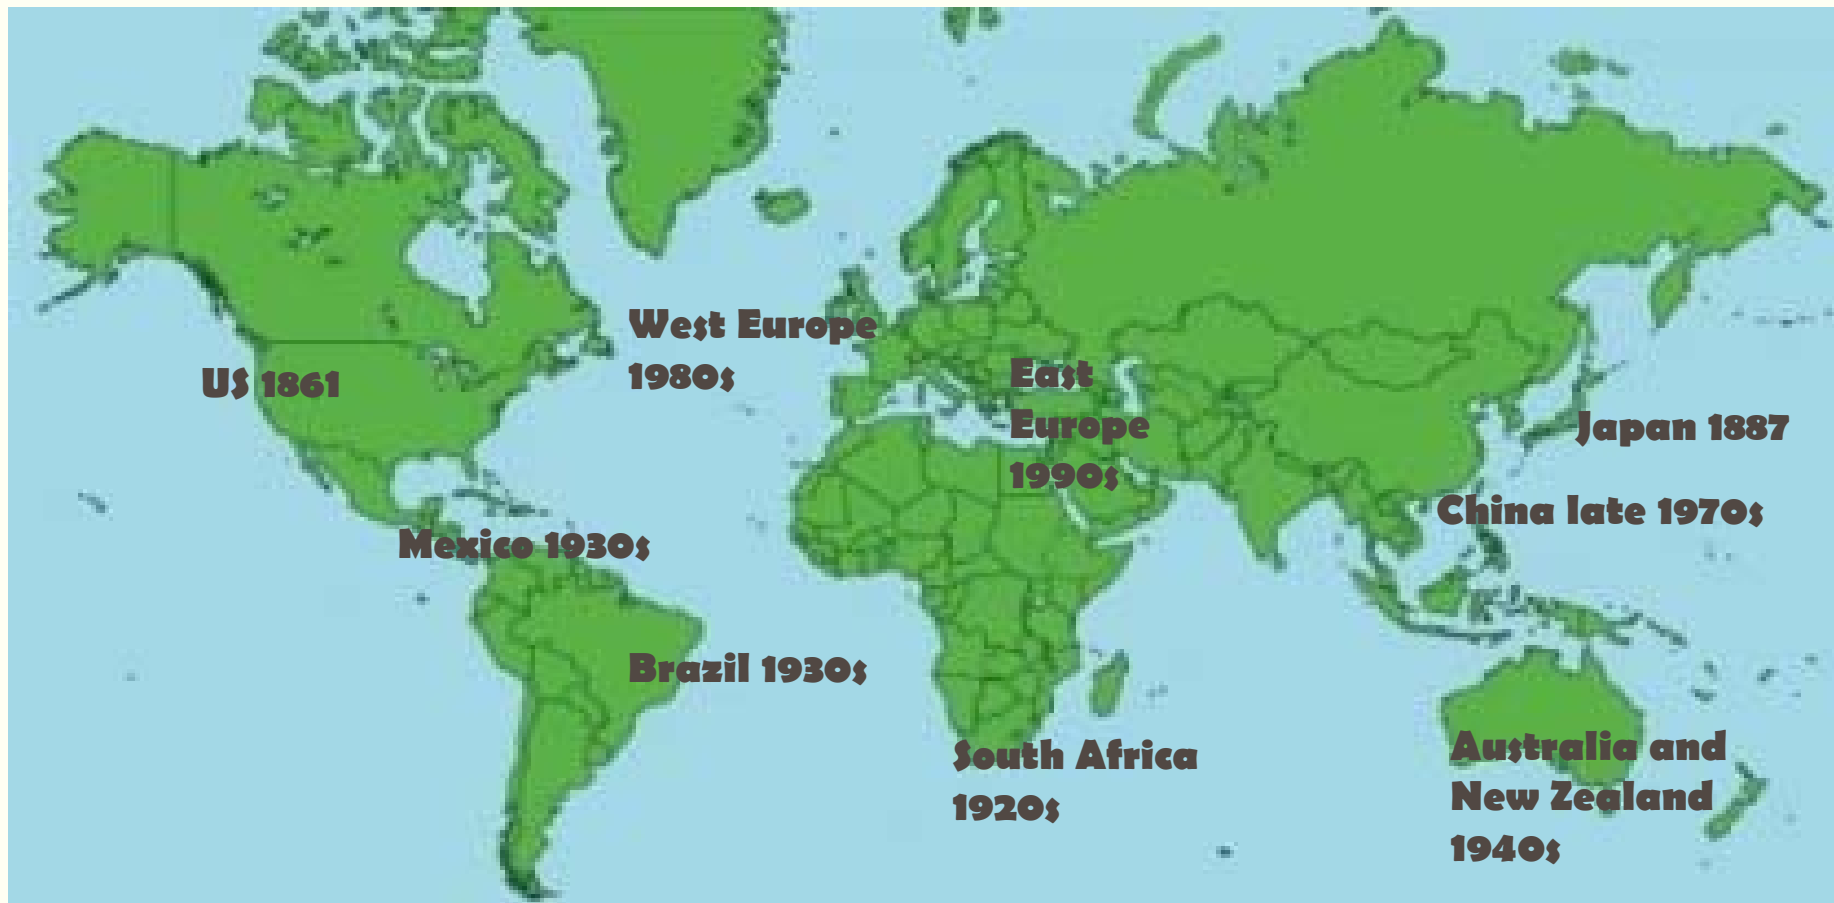 West Europe
1980s
US 1861
East
Europe
1990s
Japan 1887
China late 1970s
Mexico 1930s
Brazil 1930s
South Africa
1920s
Australia and
New Zealand
1940s